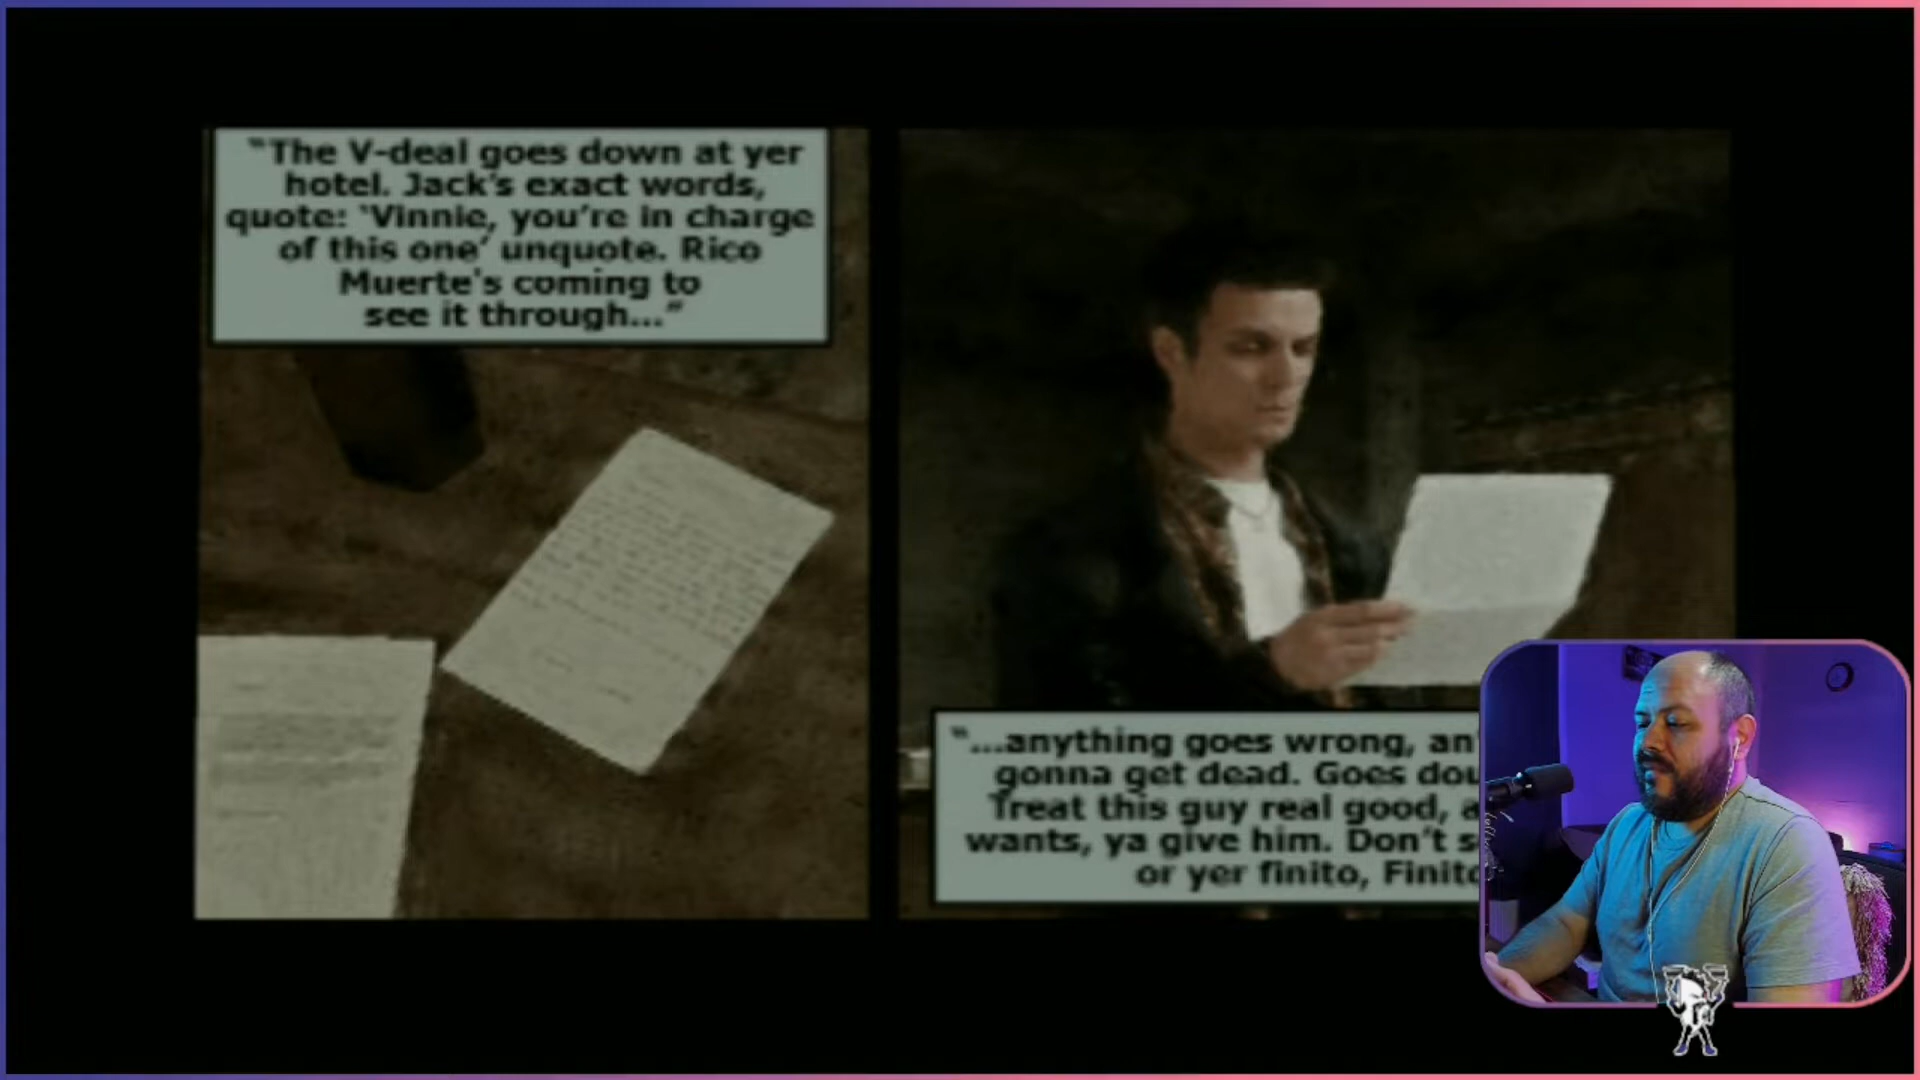 "The V-deal goes down at yer
hotel. Jack's exact words,
quote: 'Vinnie, you're in charge
of this one' unquote. Rico
Muerte's coming to
see it through..."
"...anything goes wrong, an'
gonna get dead. Goes
Treat this guy real good,
wants, ya give him. Don't
or yer finito,